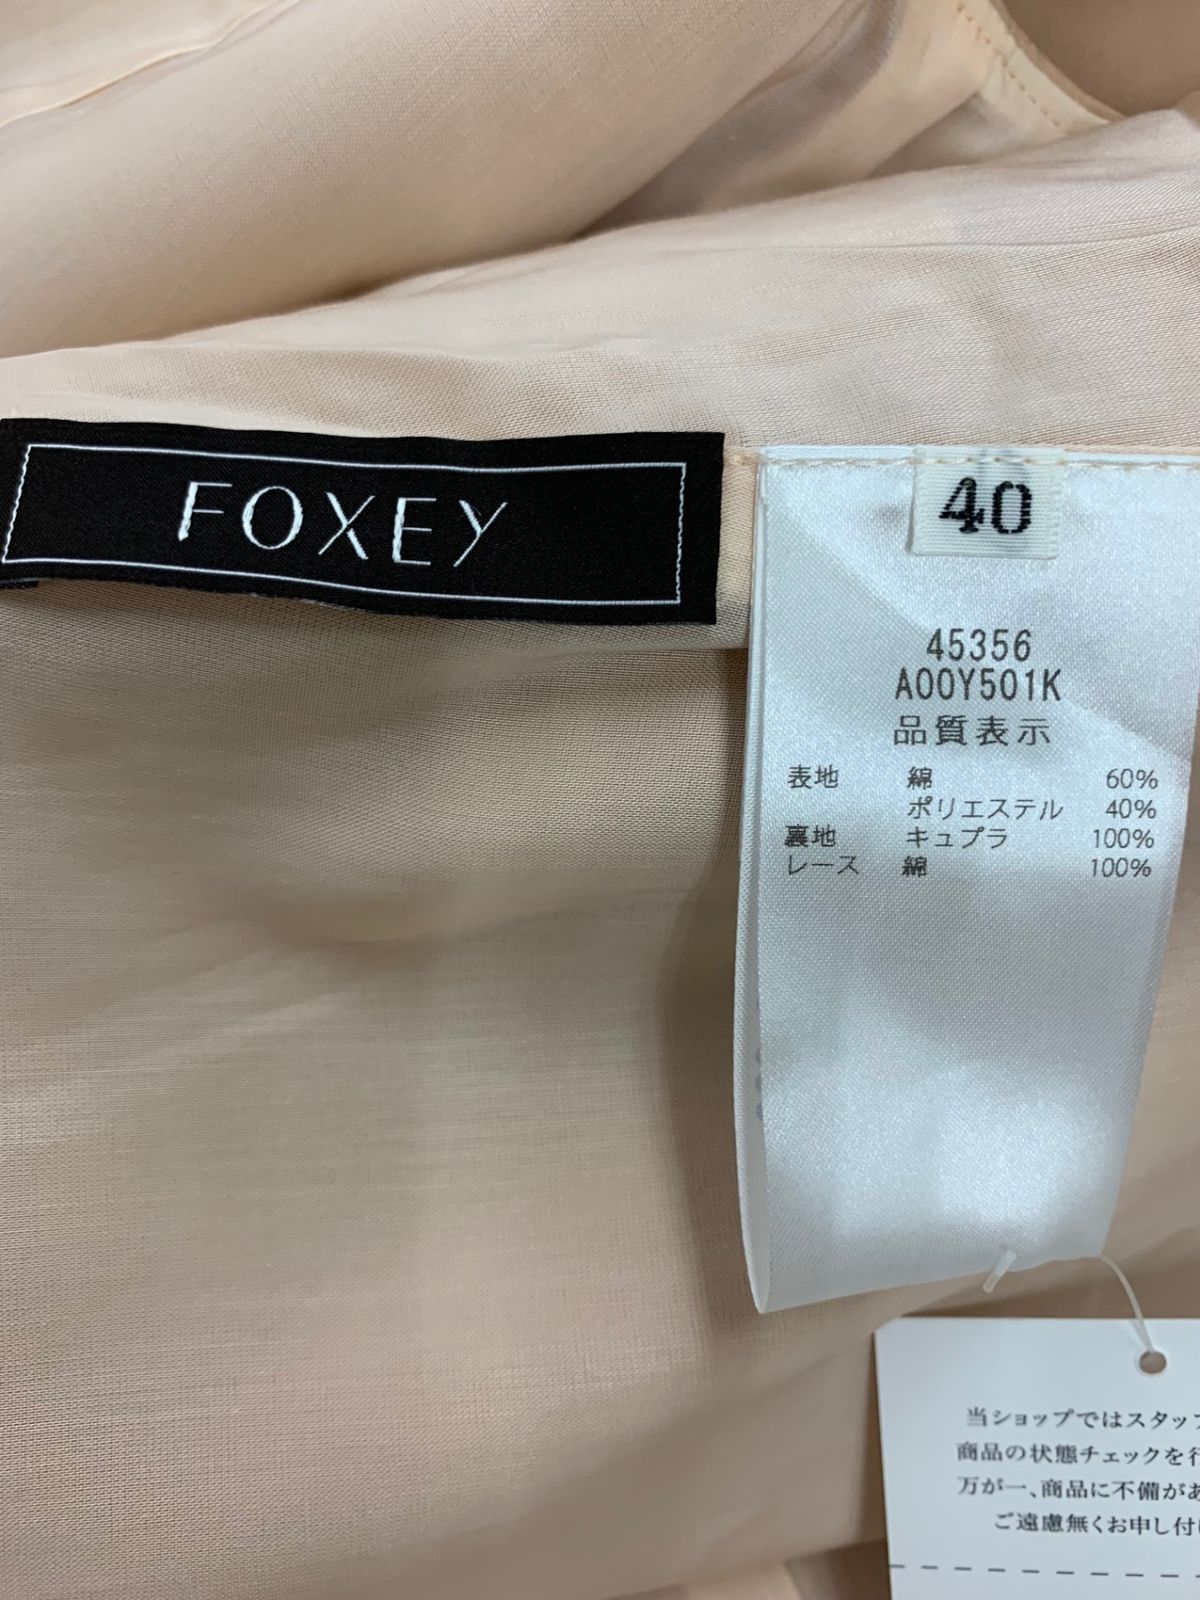 FOXEY
40
45356
A00Y501K
品質表示
表地 綿 60%
ポリエステル 40%
裏地 キュプラ 100%
レース 綿 100%
当ショップではスタッフ
商品の状態チェックを行
万が一、商品に不備があ
ご遠慮無くお申し付け